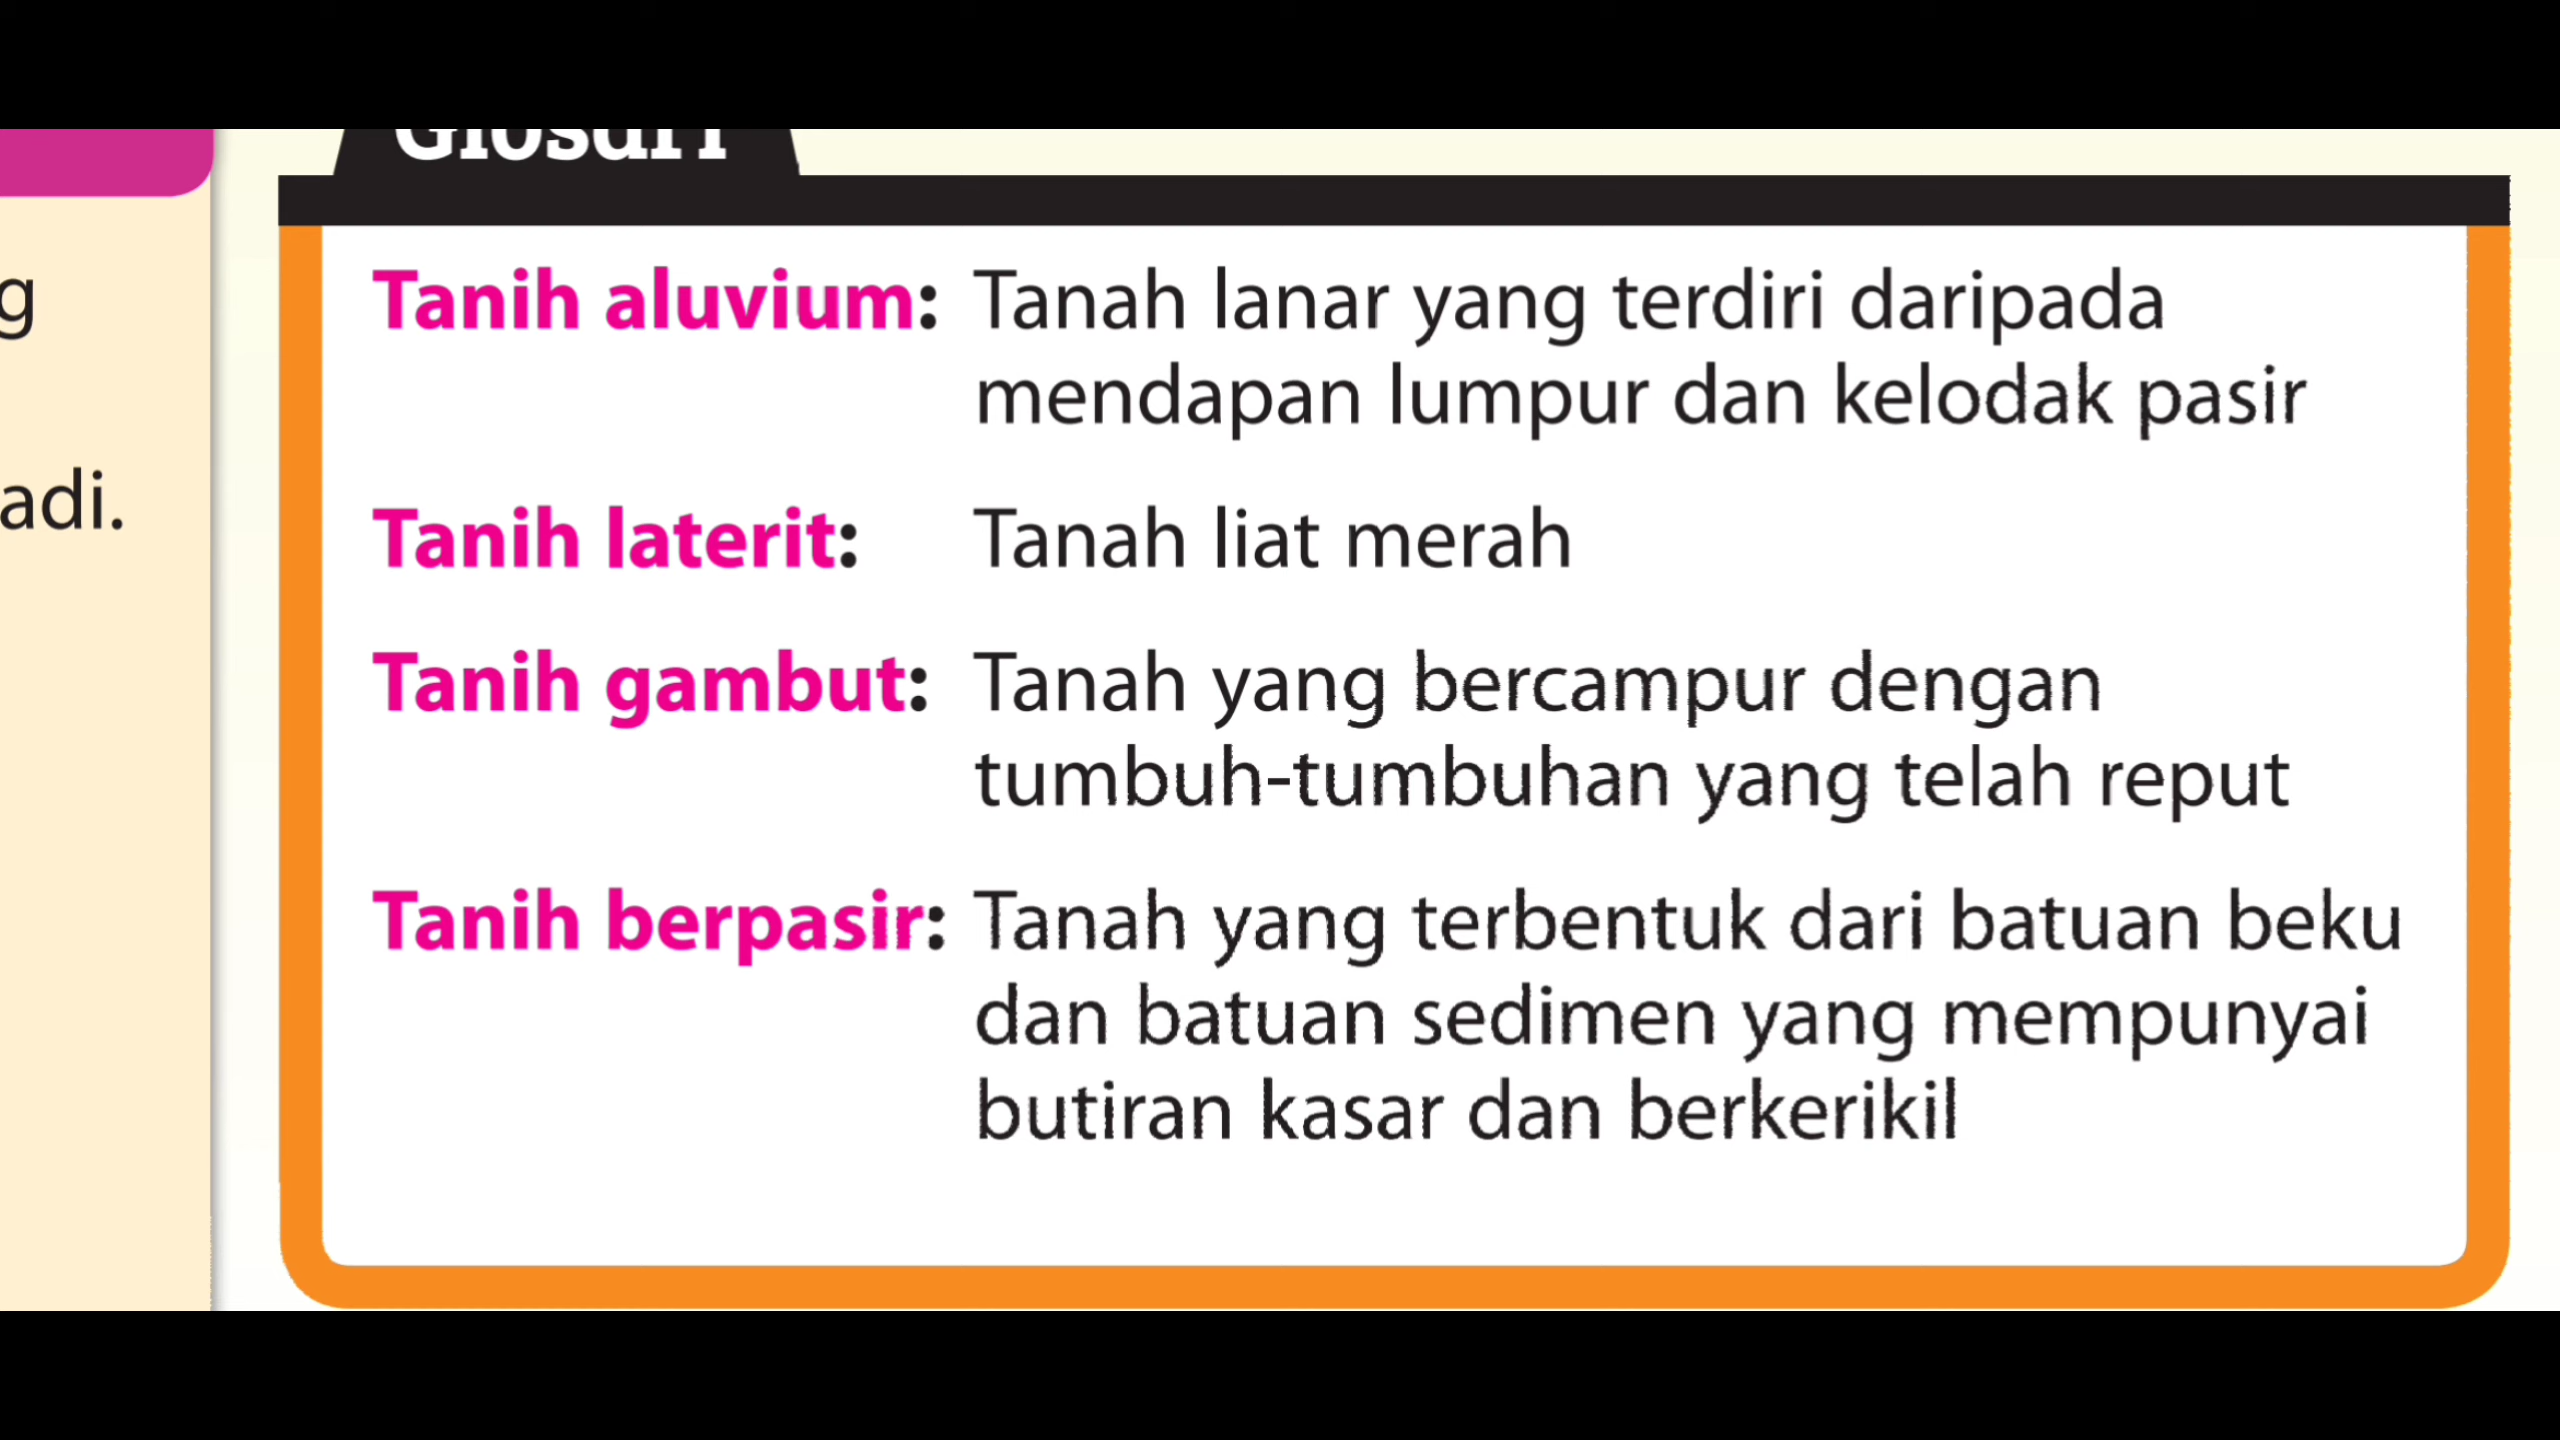 Glosari
g
adi.
Tanih aluvium: Tanah lanar yang terdiri daripada
mendapan lumpur dan kelodak pasir
Tanih laterit: Tanah liat merah
Tanih gambut: Tanah yang bercampur dengan
tumbuh-tumbuhan yang telah reput
Tanih berpasir: Tanah yang terbentuk dari batuan beku
dan batuan sedimen yang mempunyai
butiran kasar dan berkerikil